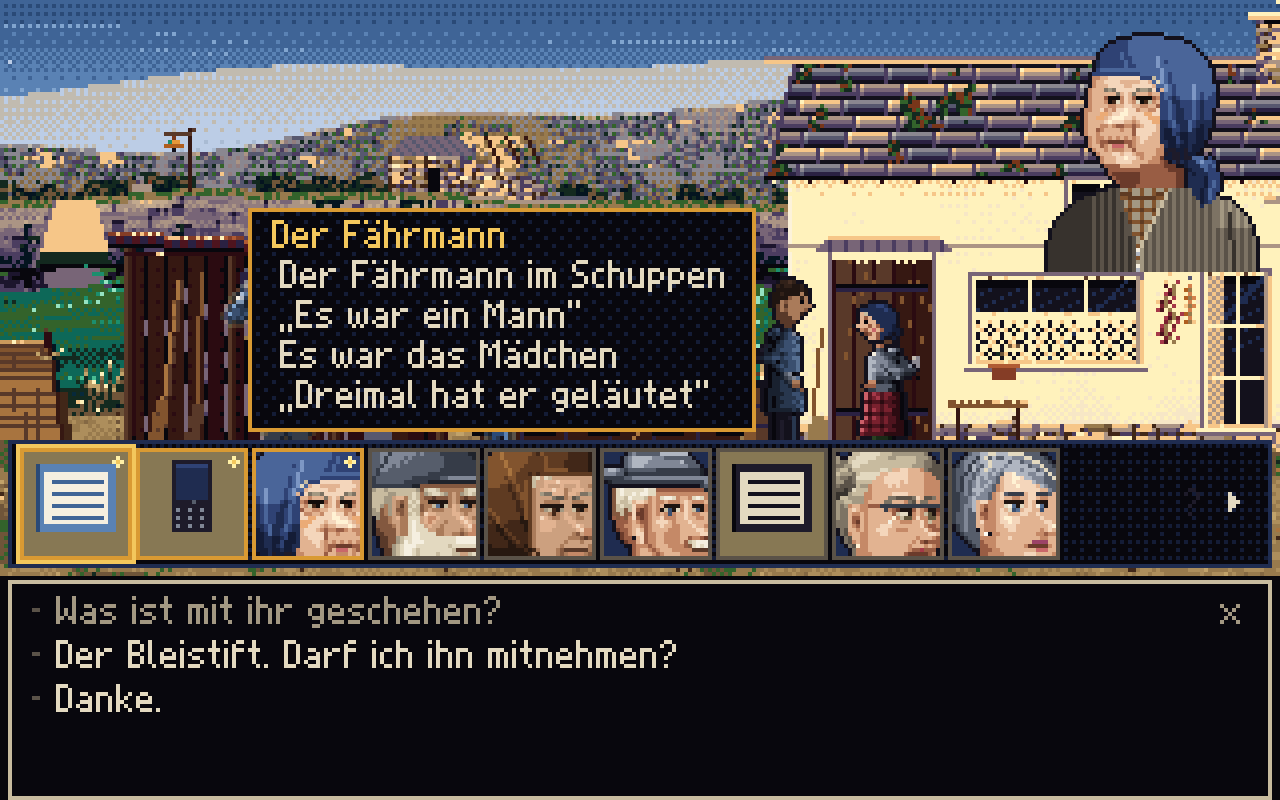 Der Fährmann
Der Fährmann im Schuppen
„Es war ein Mann"
Es war das Mädchen
„Dreimal hat er geläutet"
- Was ist mit ihr geschehen?
x
- Der Bleistift. Darf ich ihn mitnehmen?
- Danke.